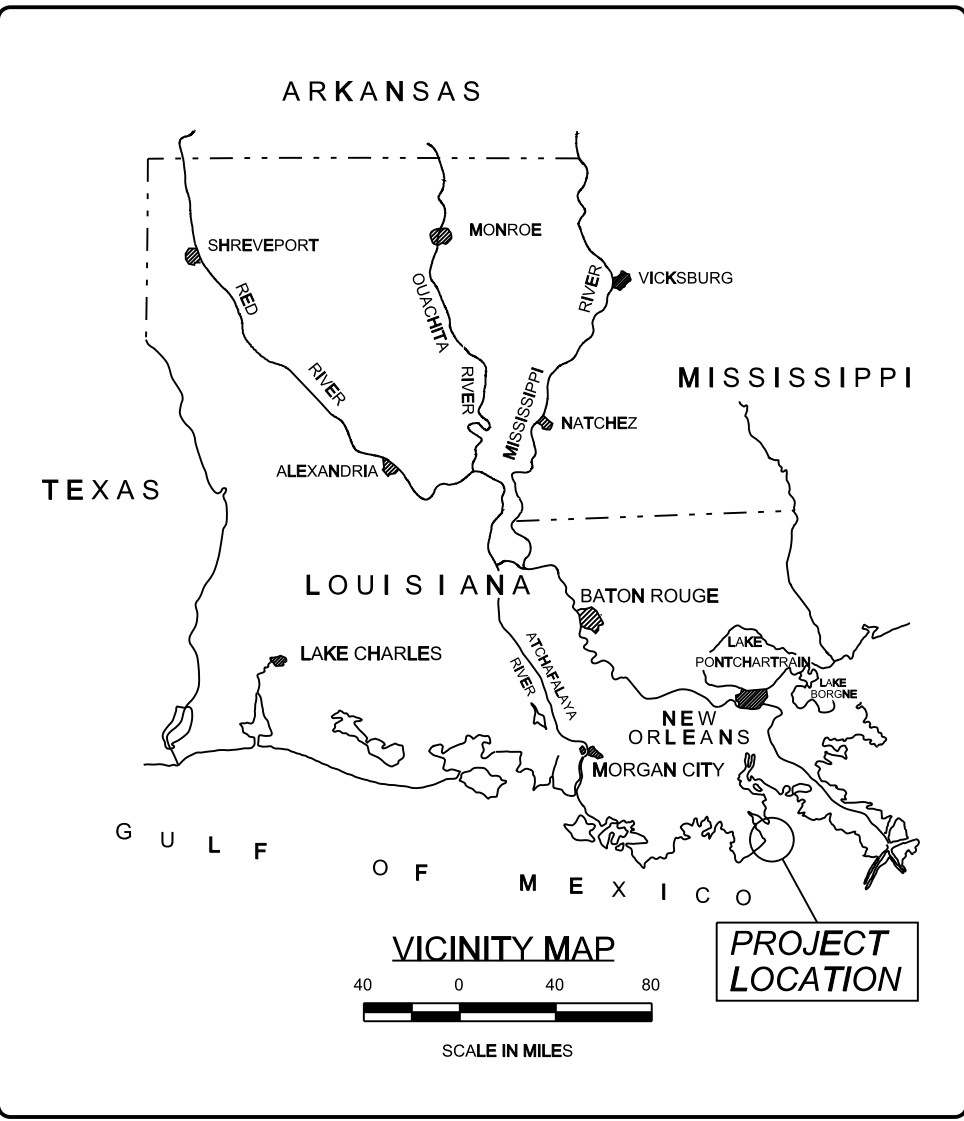 ARKANSAS
SHREVEPORT
MONROE
VICKSBURG
RED
RIVER
OUACHITA
RIVER
MISSISSIPPI
RIVER
MISSISSIPPI
NATCHEZ
ALEXANDRIA
TEXAS
LOUISIANA
BATON ROUGE
LAKE CHARLES
ATCHAFALAYA
RIVER
LAKE
PONTCHARTRAIN
LAKE
BORGNE
NEW
ORLEANS
MORGAN CITY
GULF OF MEXICO
PROJECT
LOCATION
VICINITY MAP
40 0 40 80
SCALE IN MILES